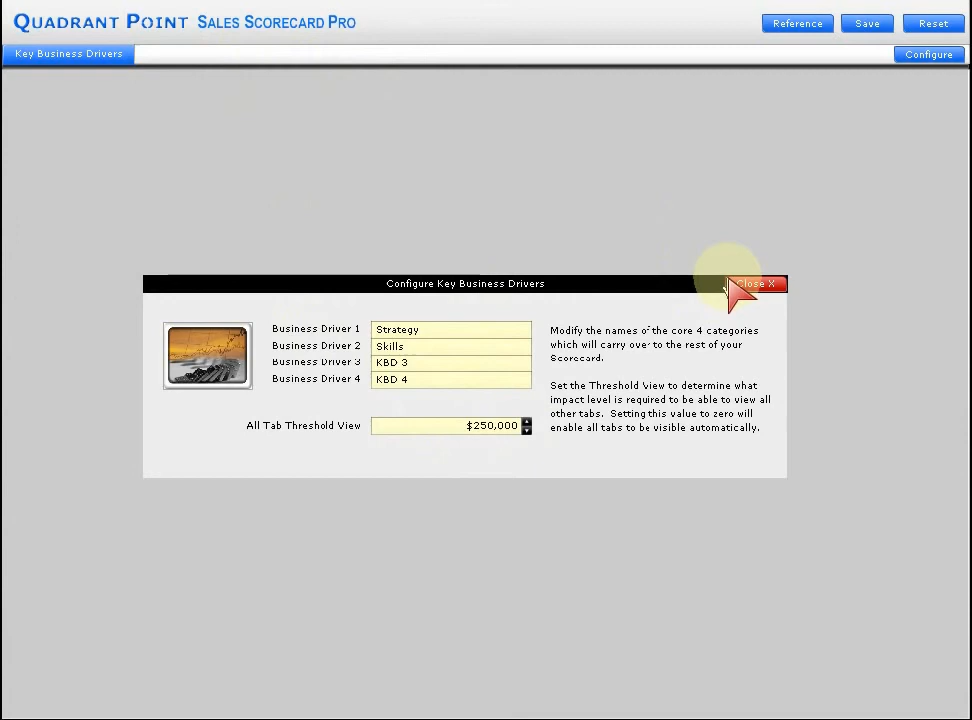 QUADRANT POINT SALES SCORECARD PRO
Reference
Save
Reset
Key Business Drivers
Configure
Configure Key Business Drivers
Close X
Business Driver 1 Strategy
Business Driver 2 Skills
Business Driver 3 KBD 3
Business Driver 4 KBD 4
All Tab Threshold View $250,000
Modify the names of the core 4 categories
which will carry over to the rest of your
Scorecard.
Set the Threshold View to determine what
impact level is required to be able to view all
other tabs. Setting this value to zero will
enable all tabs to be visible automatically.